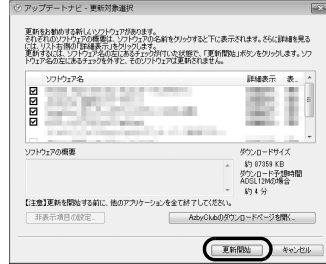 アップデートナビ - 更新対象選択
更新をお勧めする新しいソフトウェアがあります。
それぞれのソフトウェアの概要は、ソフトウェアの名前をクリックすると下に表示されます。さらに詳細を見る
には、リスト右側の「詳細表示」をクリックします。
更新するには、ソフトウェア名の左にあるチェックが付いた状態で、「更新開始」ボタンをクリックします。ソフ
トウェア名の左にあるチェックを外すと、そのソフトウェアは更新されません。
ソフトウェア名 詳細表示 表...
ソフトウェアの概要
ダウンロードサイズ
約 87359 KB
ダウンロード予想時間
ADSL12Mの場合
約 4 分
【注意】更新を開始する前に、他のアプリケーションを全て終了してください。
非表示項目の設定...
AzbyClubのダウンロードページを開く...
更新開始
キャンセル